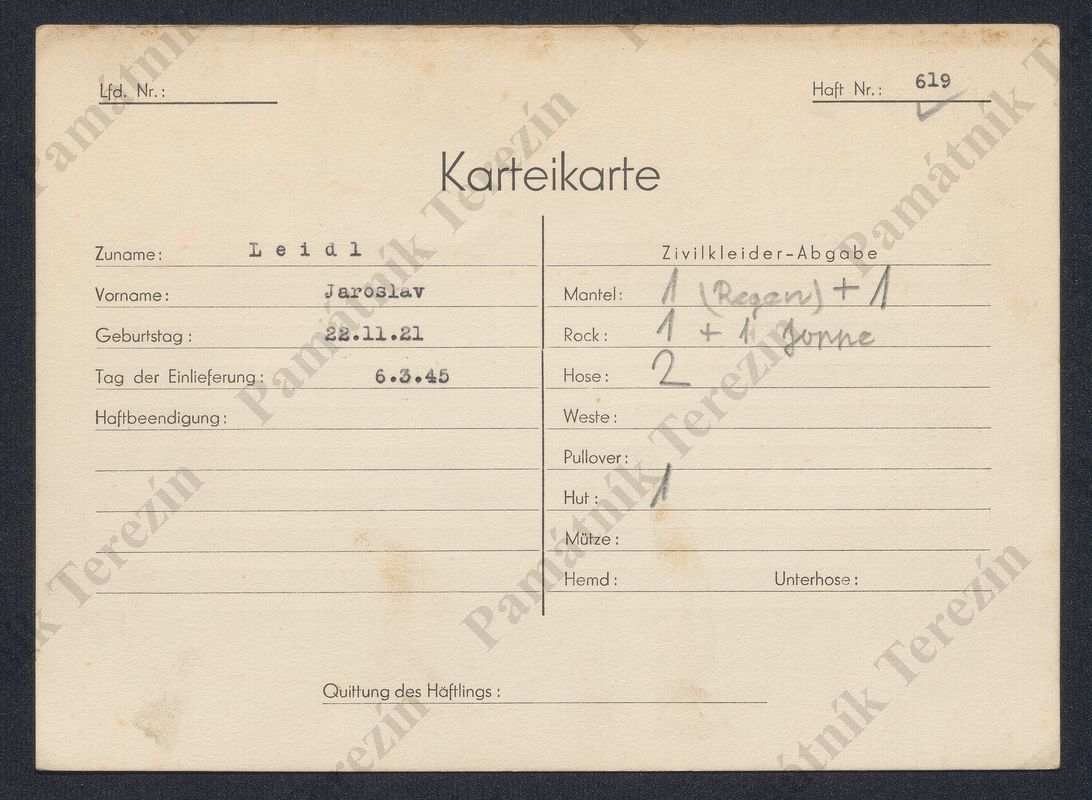 Lfd. Nr.:
Haft Nr.: 619
Karteikarte
Zuname: Leidl
Vorname: Jaroslav
Geburtstag: 22.11.21
Tag der Einlieferung: 6.3.45
Haftbeendigung:
Zivilkleider-Abgabe
Mantel: 1 (Regen) + 1
Rock: 1 + 1 Joppe
Hose: 2
Weste:
Pullover:
Hut: 1
Mütze:
Hemd: Unterhose:
Quittung des Häftlings:
Památník Terezín